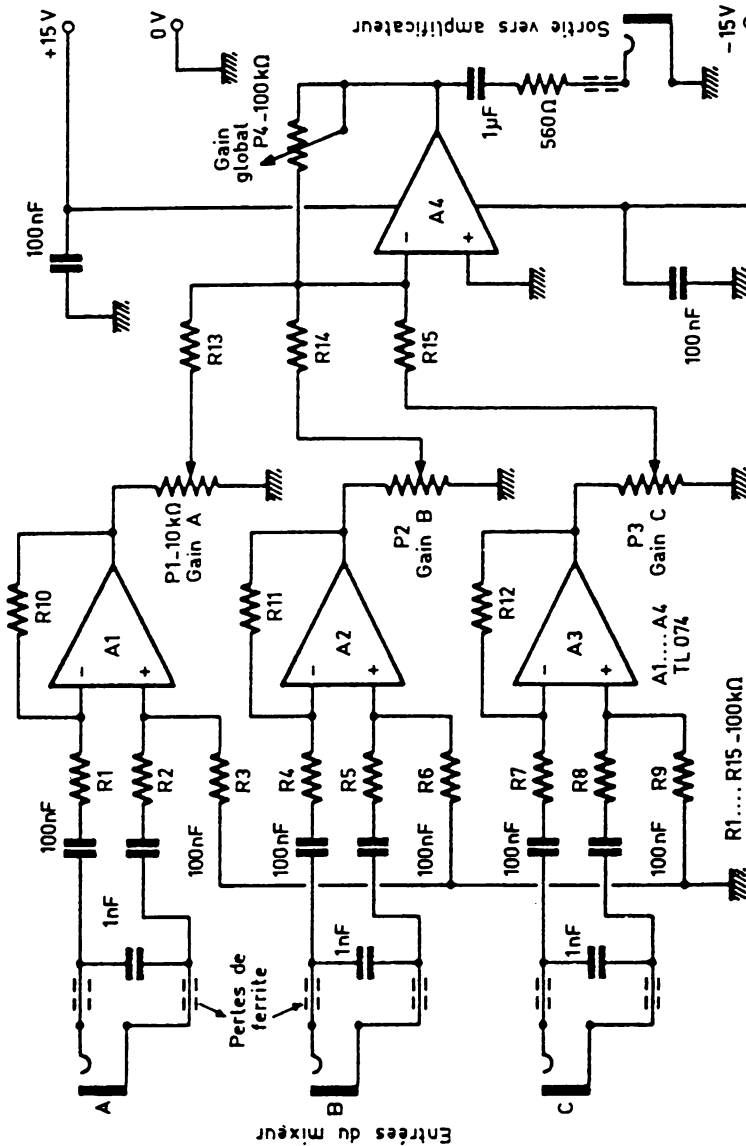 +15V
0V
-15V
Sortie vers amplificateur
100nF
Gain
global
P4-100kΩ
1µF
560Ω
A4
-
+
100nF
R13
R14
R15
P1-10kΩ
Gain A
P2
Gain B
P3
Gain C
R10
R11
R12
A1
-
+
A2
-
+
A3
-
+
A1....A4
TL074
R1
R2
R3
R4
R5
R6
R7
R8
R9
R1....R15-100kΩ
100nF
100nF
100nF
100nF
100nF
100nF
1nF
1nF
1nF
Perles de
ferrite
A
B
C
Entrées du mixeur